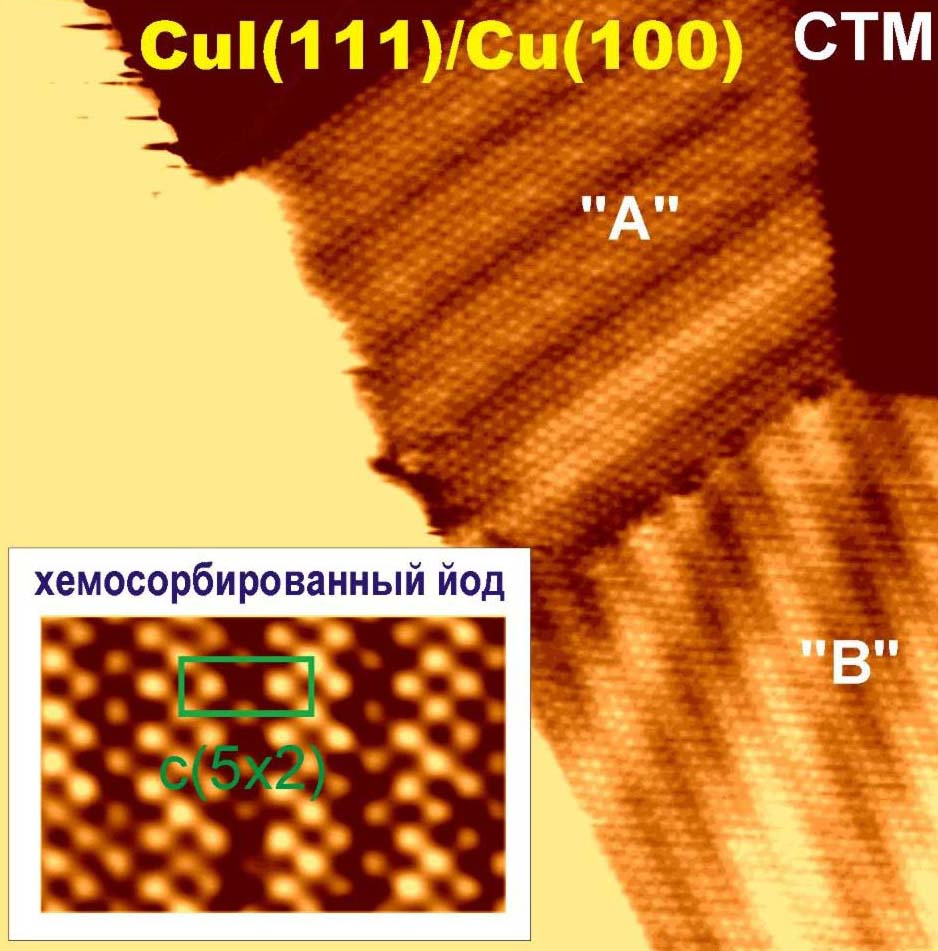 CuI(111)/Cu(100)
СТМ
"A"
"B"
хемосорбированный йод
c(5x2)